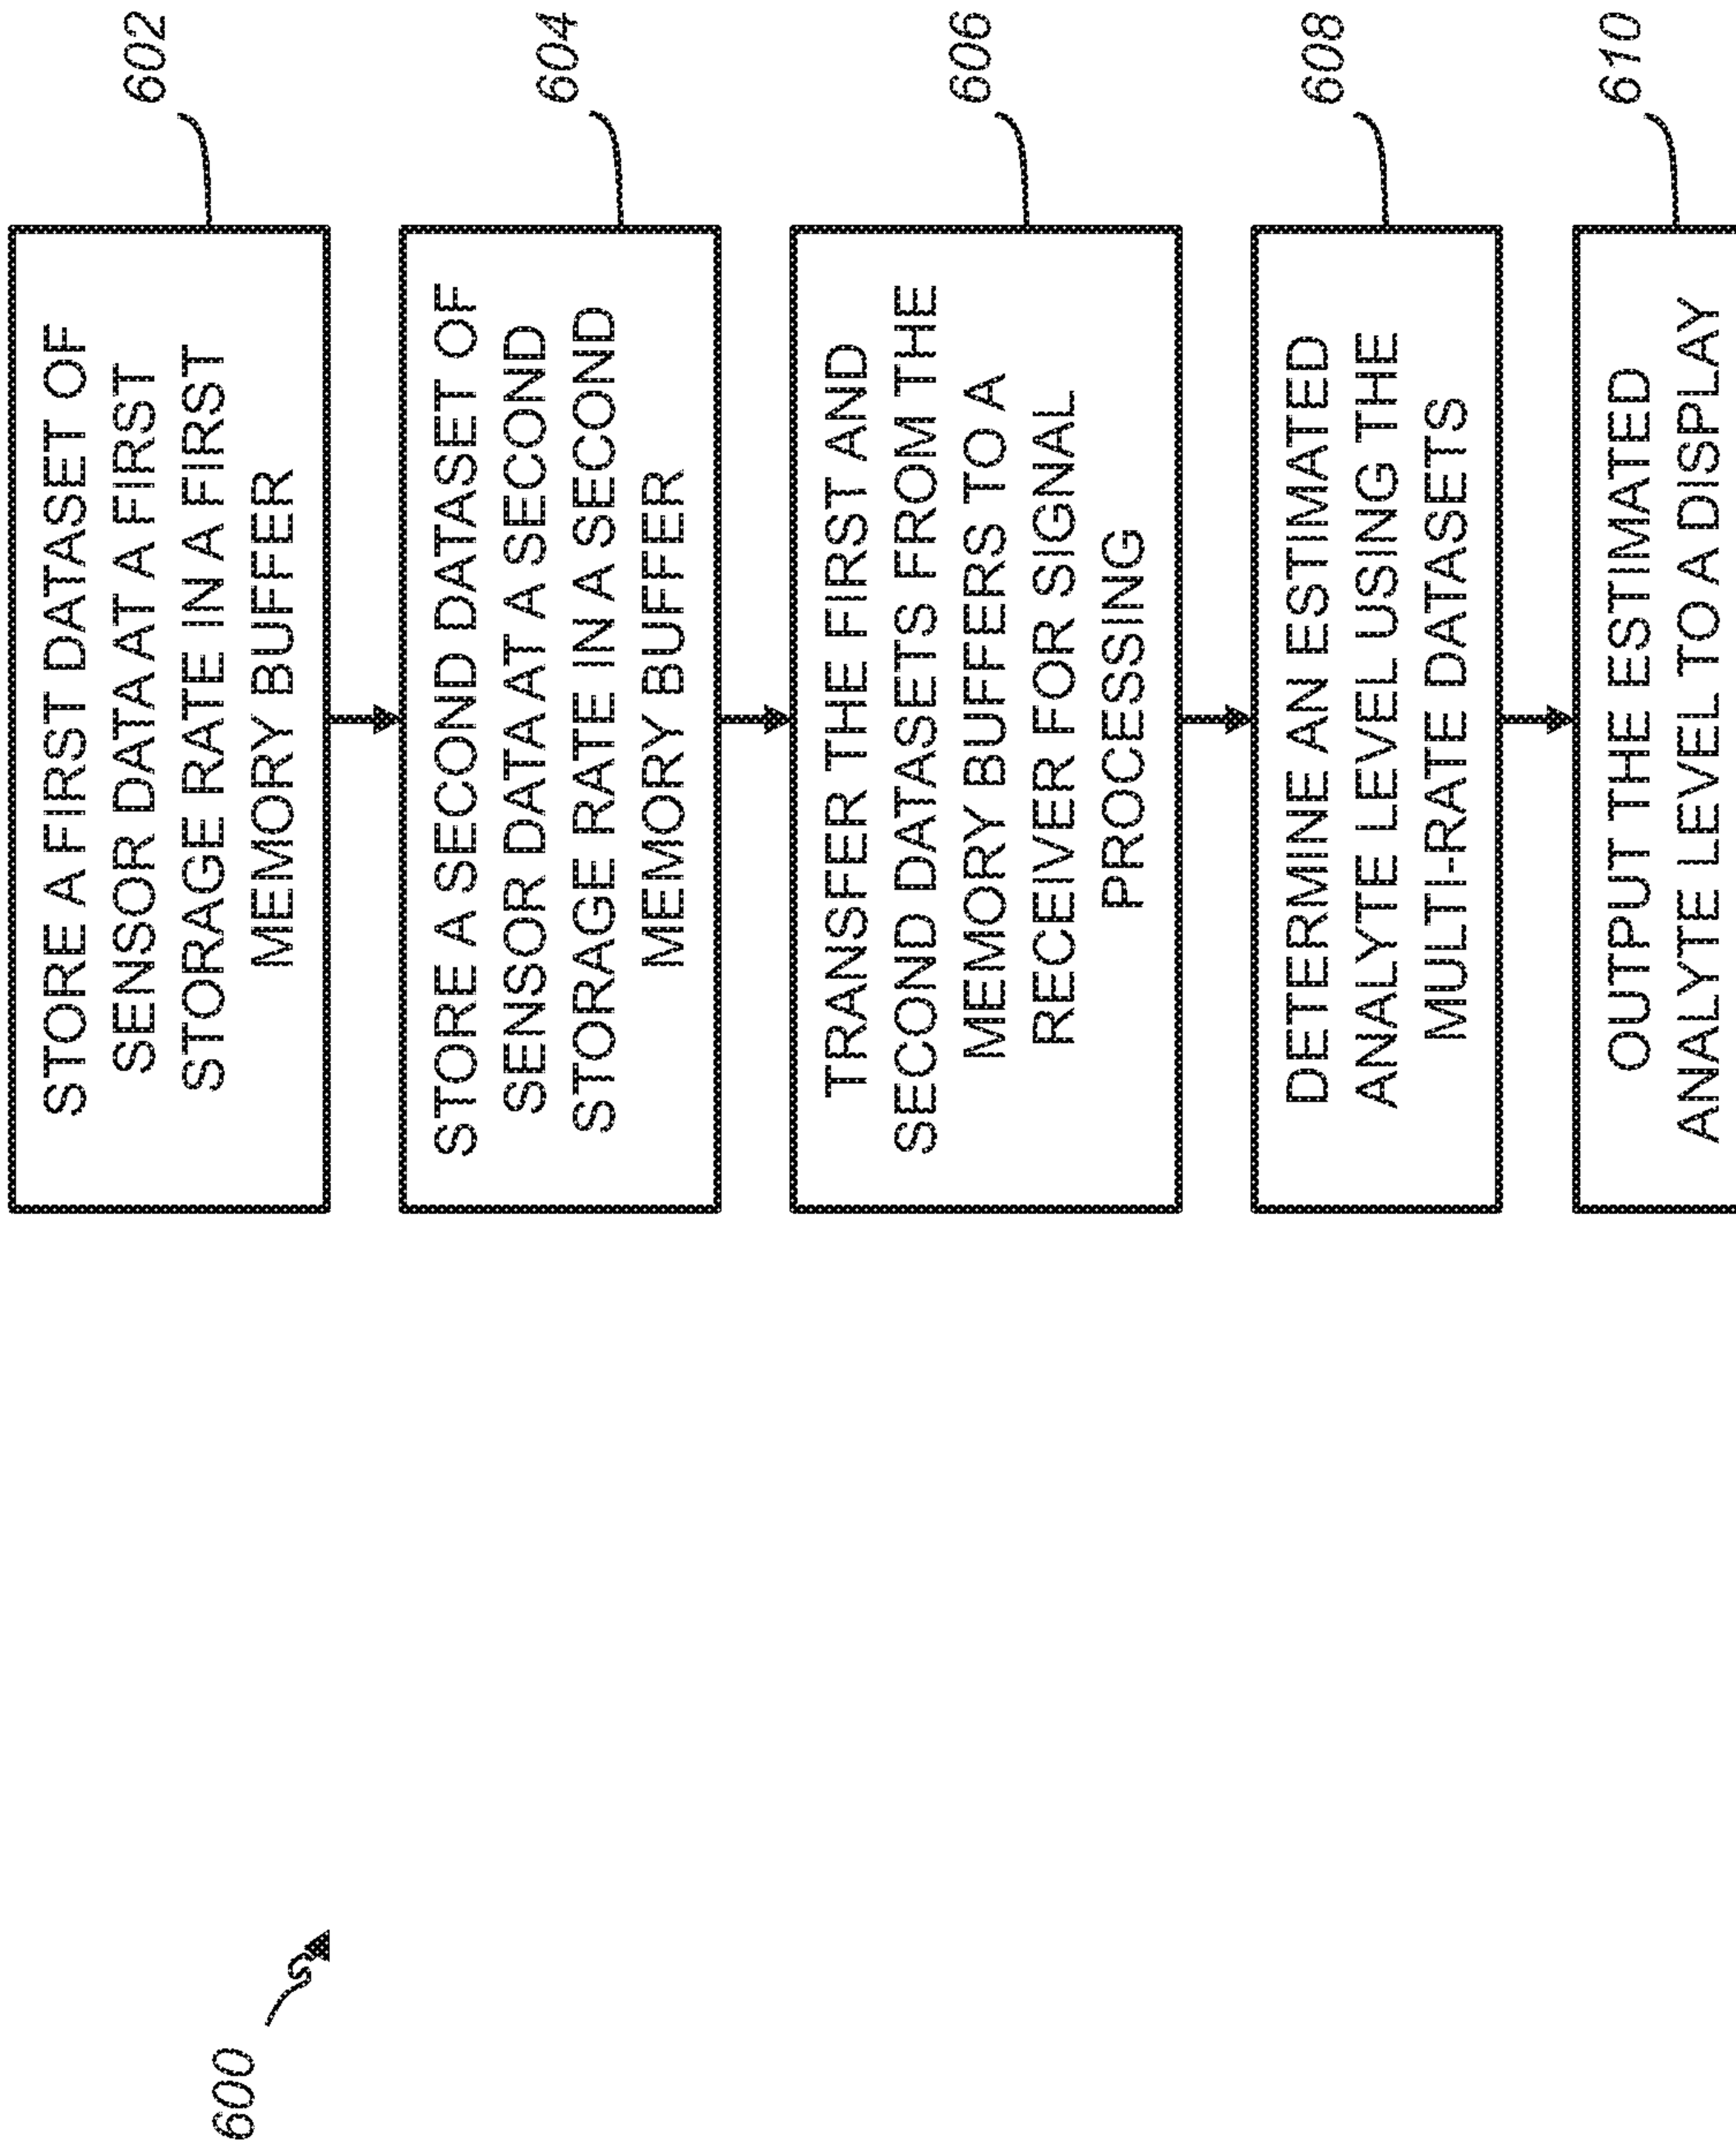 600
STORE A FIRST DATASET OF
SENSOR DATA AT A FIRST
STORAGE RATE IN A FIRST
MEMORY BUFFER
602
STORE A SECOND DATASET OF
SENSOR DATA AT A SECOND
STORAGE RATE IN A SECOND
MEMORY BUFFER
604
TRANSFER THE FIRST AND
SECOND DATASETS FROM THE
MEMORY BUFFERS TO A
RECEIVER FOR SIGNAL
PROCESSING
606
DETERMINE AN ESTIMATED
ANALYTE LEVEL USING THE
MULTI-RATE DATASETS
608
OUTPUT THE ESTIMATED
ANALYTE LEVEL TO A DISPLAY
610